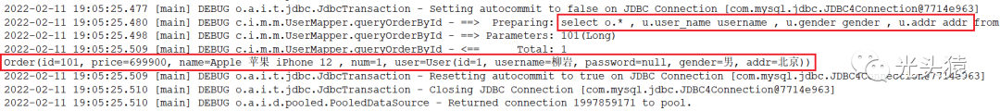 2022-02-11 19:05:25.477 [main] DEBUG o.a.i.t.jdbc.JdbcTransaction - Setting autocommit to false on JDBC Connection [com.mysql.jdbc.JDBC4Connection@7714e963]
2022-02-11 19:05:25.480 [main] DEBUG c.i.m.m.UserMapper.queryOrderById - ==>  Preparing: select o.* , u.user_name username , u.gender gender , u.addr addr from
2022-02-11 19:05:25.498 [main] DEBUG c.i.m.m.UserMapper.queryOrderById - ==> Parameters: 101(Long)
2022-02-11 19:05:25.509 [main] DEBUG c.i.m.m.UserMapper.queryOrderById - <==      Total: 1
Order(id=101, price=699900, name=Apple 苹果 iPhone 12 , num=1, user=User(id=1, username=柳岩, password=null, gender=男, addr=北京))
2022-02-11 19:05:25.509 [main] DEBUG o.a.i.t.jdbc.JdbcTransaction - Resetting autocommit to true on JDBC Connection [com.mysql.jdbc.JDBC4Connection@7714e963]
2022-02-11 19:05:25.510 [main] DEBUG o.a.i.t.jdbc.JdbcTransaction - Closing JDBC Connection [com.mysql.jdbc.JDBC4Connection@7714e963]
2022-02-11 19:05:25.510 [main] DEBUG o.a.i.d.pooled.PooledDataSource - Returned connection 1997859171 to pool.
光头猿